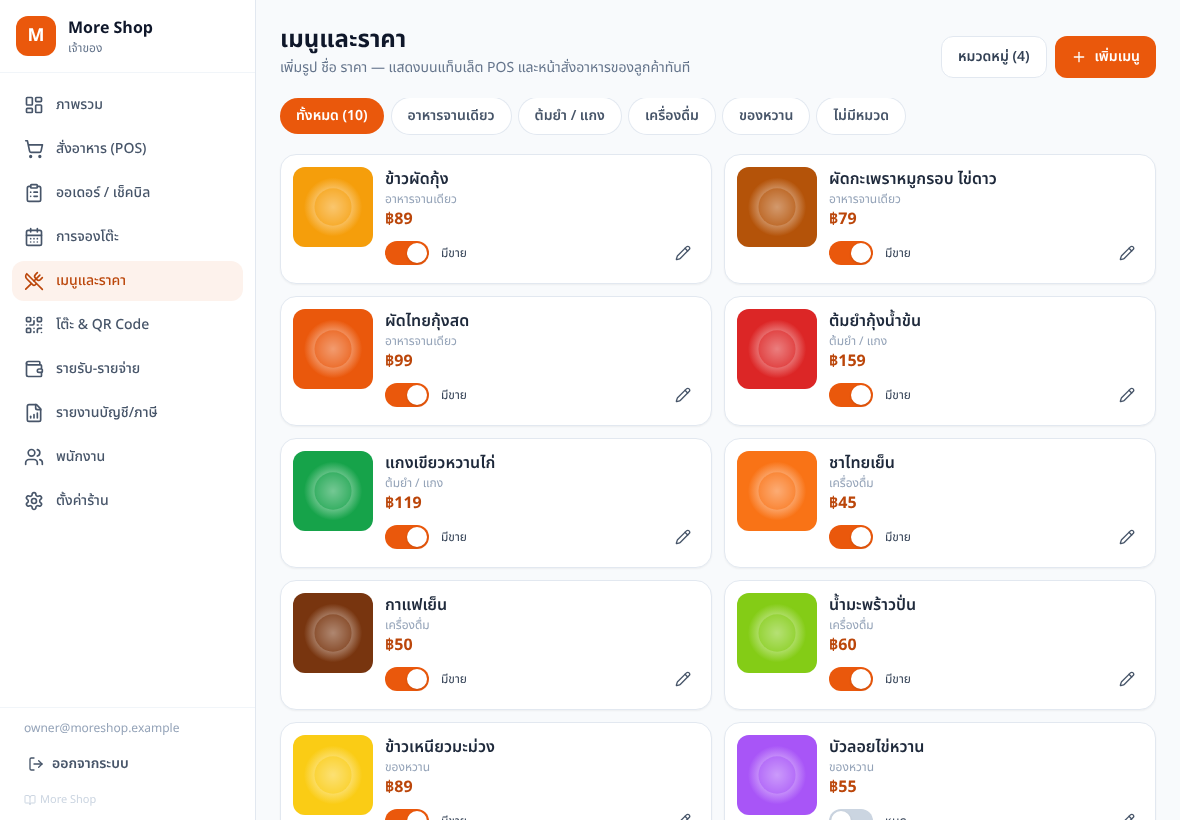 M
More Shop
เจ้าของ
ภาพรวม
สั่งอาหาร (POS)
ออเดอร์ / เช็คบิล
การจองโต๊ะ
เมนูและราคา
โต๊ะ & QR Code
รายรับ-รายจ่าย
รายงานบัญชี/ภาษี
พนักงาน
ตั้งค่าร้าน
owner@moreshop.example
ออกจากระบบ
More Shop
เมนูและราคา
เพิ่มรูป ชื่อ ราคา — แสดงบนแท็บเล็ต POS และหน้าสั่งอาหารของลูกค้าทันที
หมวดหมู่ (4)
เพิ่มเมนู
ทั้งหมด (10)
อาหารจานเดียว
ต้มยำ / แกง
เครื่องดื่ม
ของหวาน
ไม่มีหมวด
ข้าวผัดกุ้ง
อาหารจานเดียว
฿89
มีขาย
ผัดกะเพราหมูกรอบ ไข่ดาว
อาหารจานเดียว
฿79
มีขาย
ผัดไทยกุ้งสด
อาหารจานเดียว
฿99
มีขาย
ต้มยำกุ้งน้ำข้น
ต้มยำ / แกง
฿159
มีขาย
แกงเขียวหวานไก่
ต้มยำ / แกง
฿119
มีขาย
ชาไทยเย็น
เครื่องดื่ม
฿45
มีขาย
กาแฟเย็น
เครื่องดื่ม
฿50
มีขาย
น้ำมะพร้าวปั่น
เครื่องดื่ม
฿60
มีขาย
ข้าวเหนียวมะม่วง
ของหวาน
฿89
มีขาย
บัวลอยไข่หวาน
ของหวาน
฿55